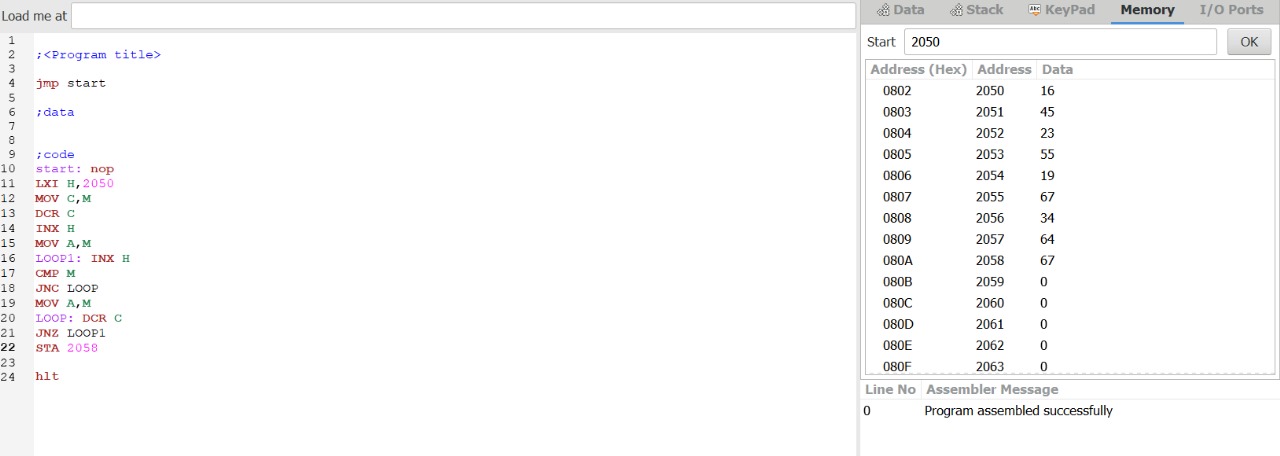 Load me at
1
2 ;<Program title>
3
4 jmp start
5
6 ;data
7
8
9 ;code
10 start: nop
11 LXI H,2050
12 MOV C,M
13 DCR C
14 INX H
15 MOV A,M
16 LOOP1: INX H
17 CMP M
18 JNC LOOP
19 MOV A,M
20 LOOP: DCR C
21 JNZ LOOP1
22 STA 2058
23
24 hlt
Data Stack KeyPad Memory I/O Ports
Start 2050 OK
Address (Hex) Address Data
0802 2050 16
0803 2051 45
0804 2052 23
0805 2053 55
0806 2054 19
0807 2055 67
0808 2056 34
0809 2057 64
080A 2058 67
080B 2059 0
080C 2060 0
080D 2061 0
080E 2062 0
080F 2063 0
Line No Assembler Message
0 Program assembled successfully